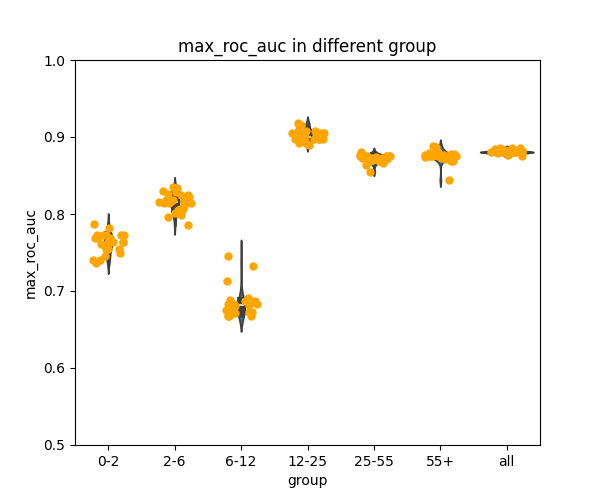 max_roc_auc in different group
1.0
0.9
0.8
0.7
0.6
0.5
max_roc_auc
0-2 2-6 6-12 12-25 25-55 55+ all
group